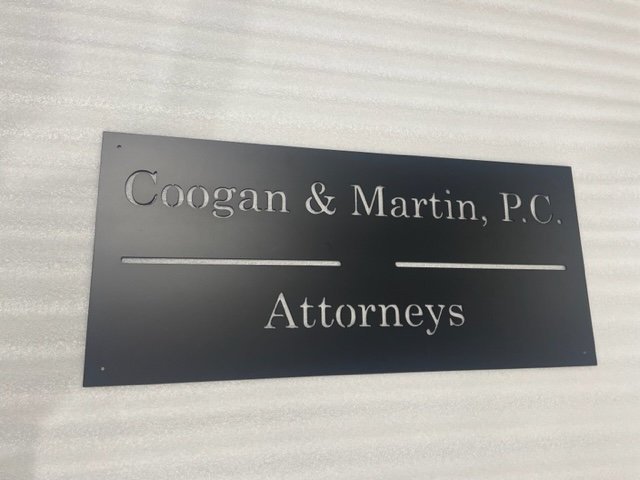 Coogan & Martin, P.C.
Attorneys